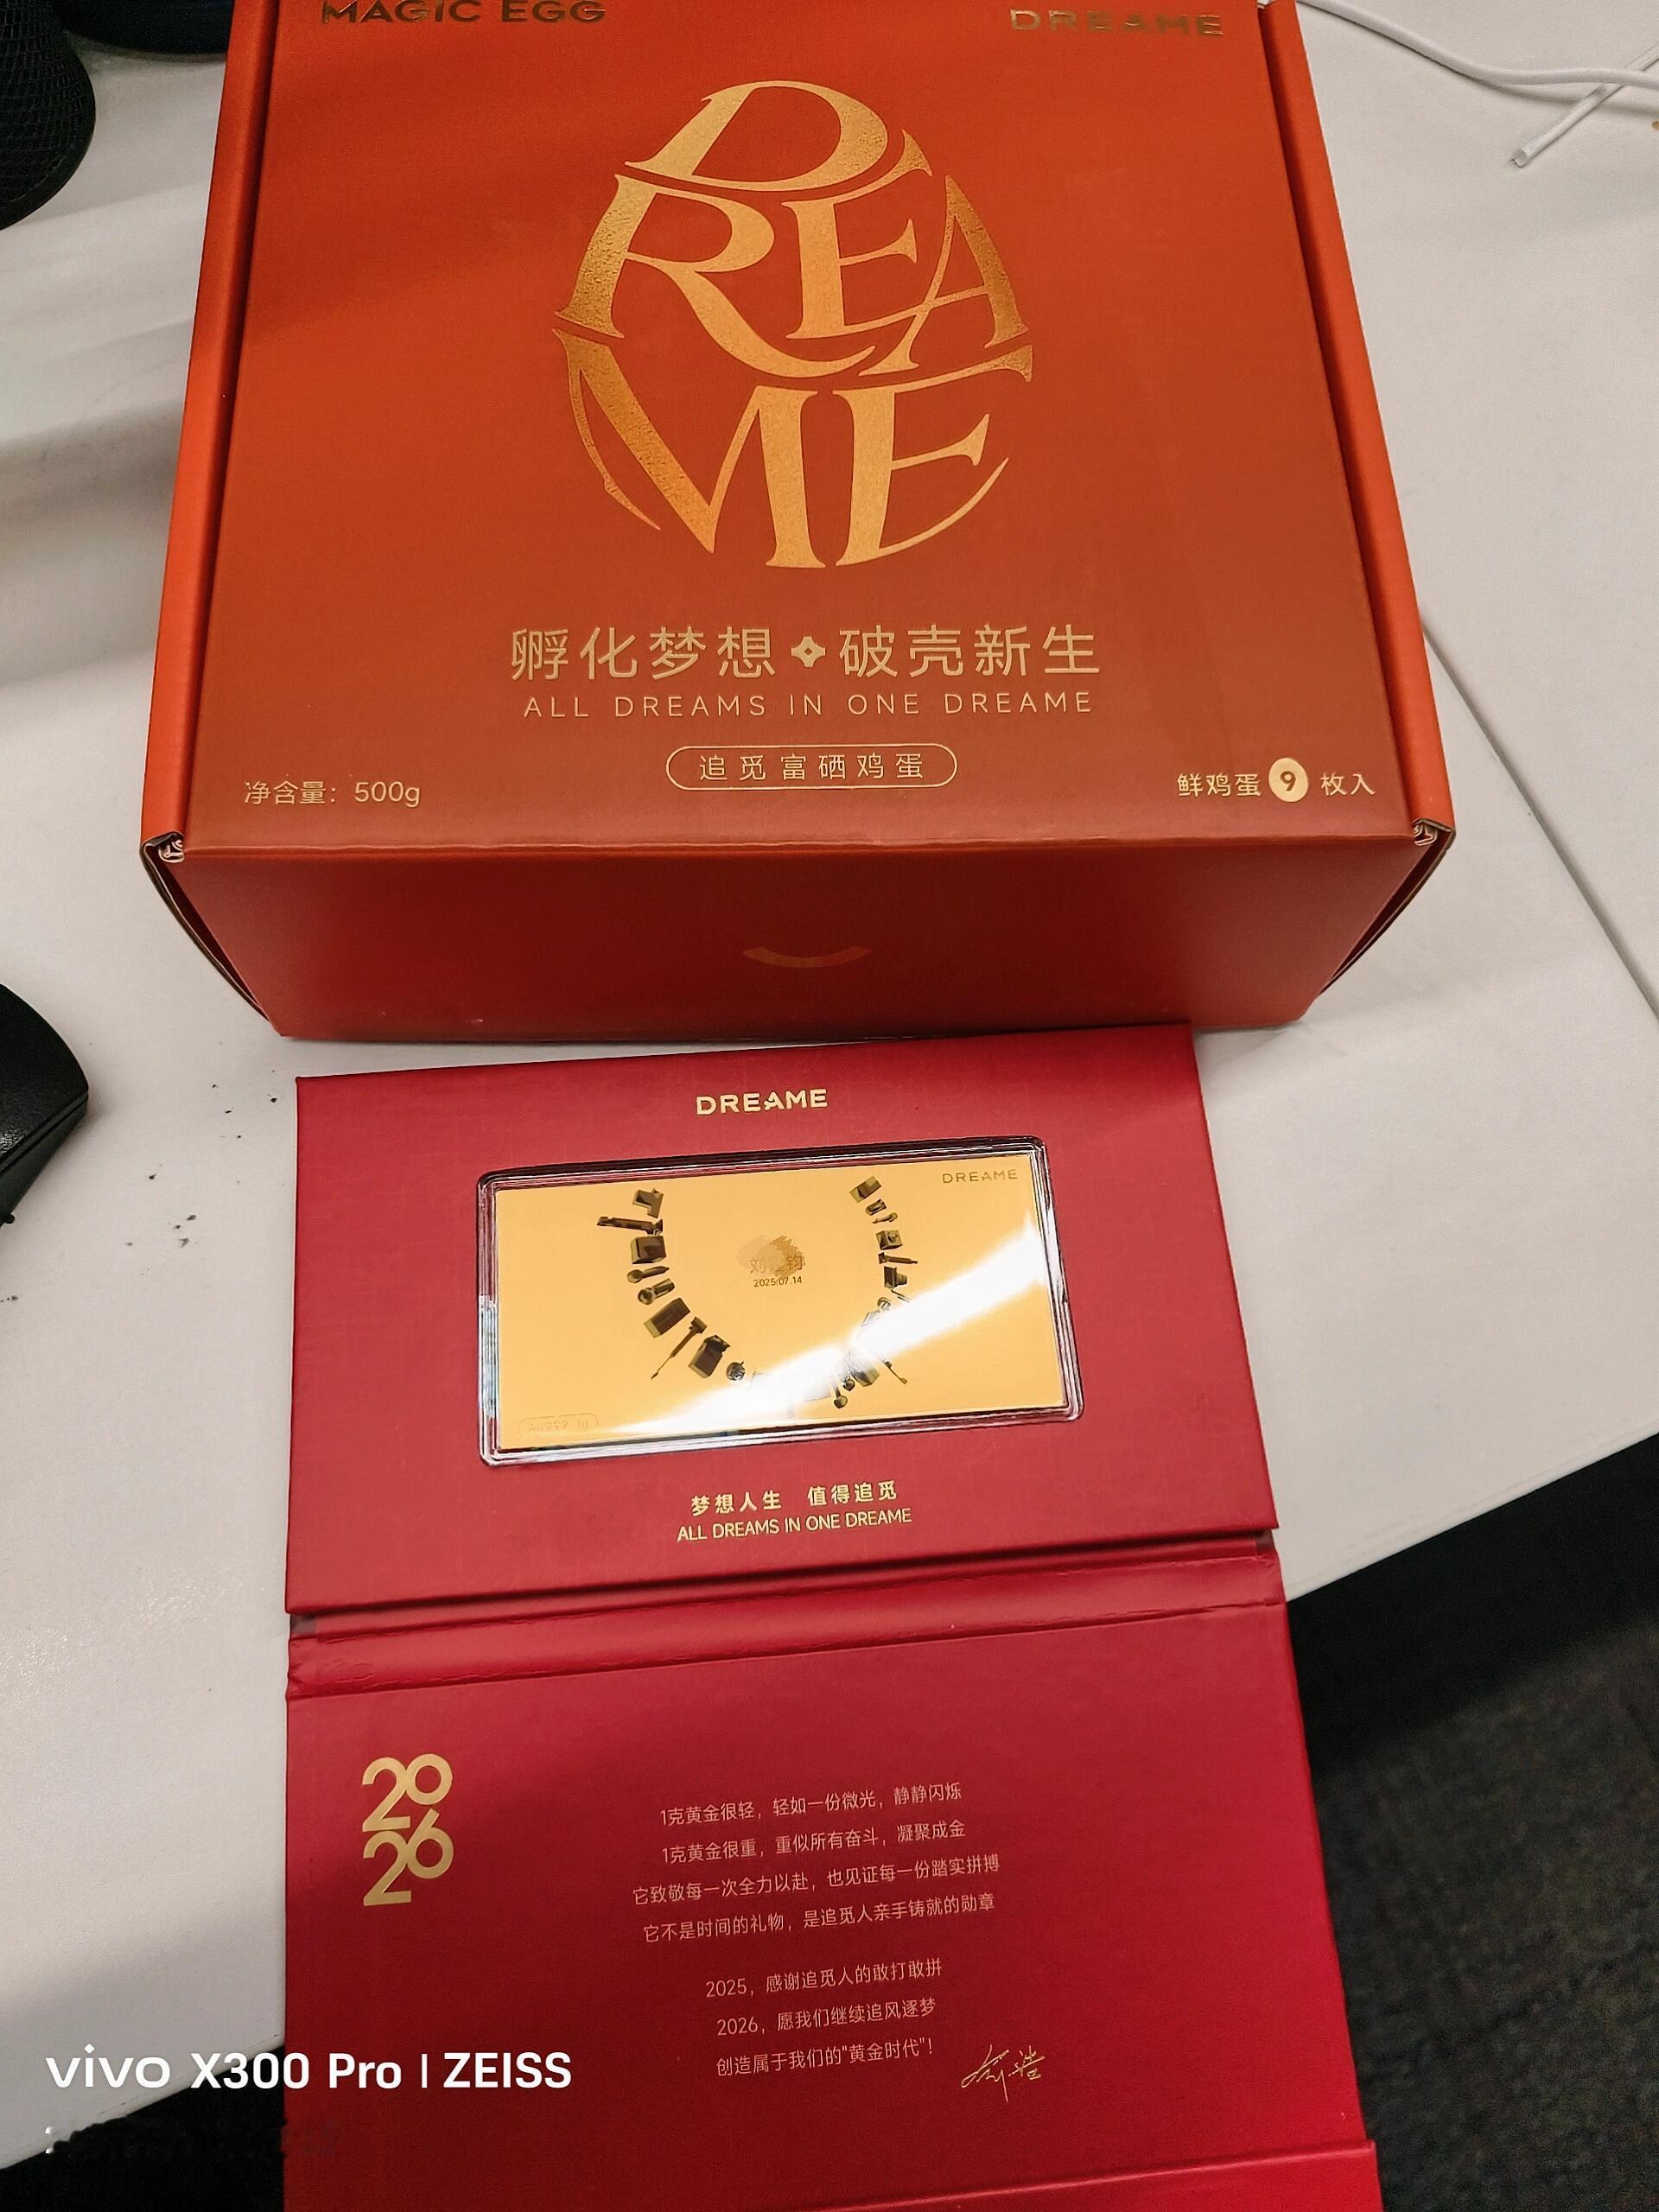 MAGIC EGG
DREAME
DREAME
孵化梦想 破壳新生
ALL DREAMS IN ONE DREAME
追觅富硒鸡蛋
净含量：500g
鲜鸡蛋 9 枚入
DREAME
DREAME
2025.07.14
Au999 1g
梦想人生 值得追觅
ALL DREAMS IN ONE DREAME
2026
1克黄金很轻，轻如一份微光，静静闪烁
1克黄金很重，重似所有奋斗，凝聚成金
它致敬每一次全力以赴，也见证每一份踏实拼搏
它不是时间的礼物，是追觅人亲手铸就的勋章
2025，感谢追觅人的敢打敢拼
2026，愿我们继续追风逐梦
创造属于我们的"黄金时代"！
vivo X300 Pro | ZEISS